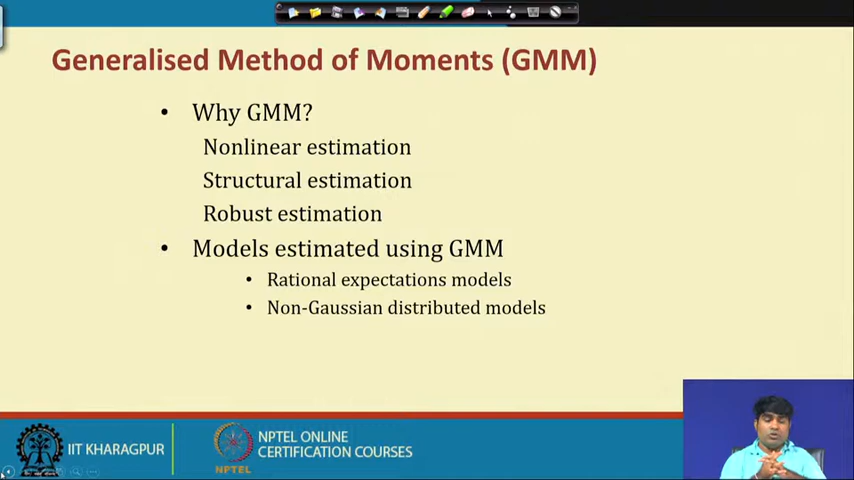 Generalised Method of Moments (GMM)
• Why GMM?
Nonlinear estimation
Structural estimation
Robust estimation
• Models estimated using GMM
• Rational expectations models
• Non-Gaussian distributed models
IIT KHARAGPUR
NPTEL
NPTEL ONLINE
CERTIFICATION COURSES